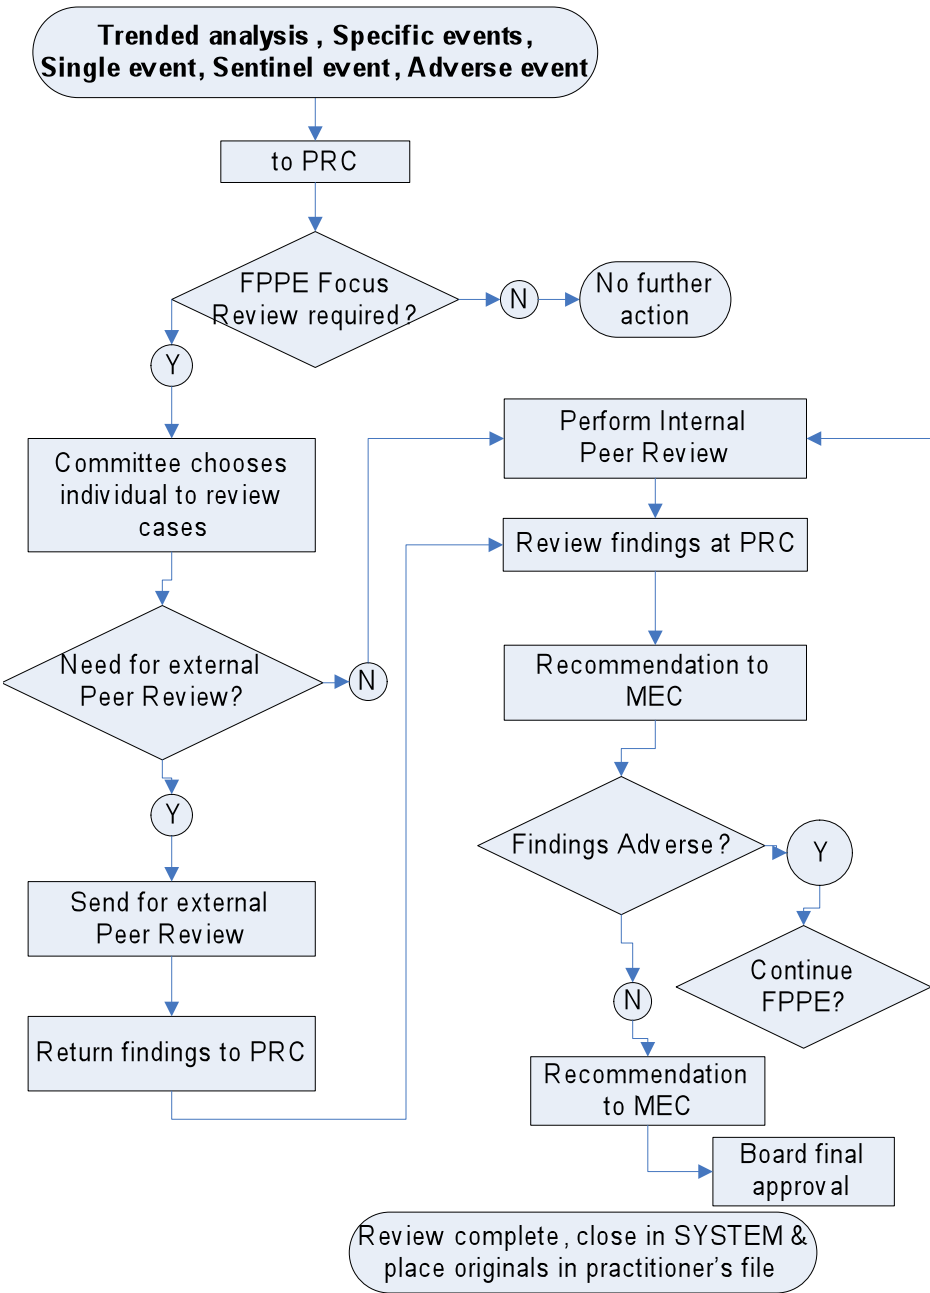 Trended analysis, Specific events,
Single event, Sentinel event, Adverse event
to PRC
FPPE Focus
Review required?
N
No further
action
Y
Committee chooses
individual to review
cases
Need for external
Peer Review?
N
Y
Send for external
Peer Review
Return findings to PRC
Perform Internal
Peer Review
Review findings at PRC
Recommendation to
MEC
Findings Adverse?
Y
Continue
FPPE?
N
Recommendation
to MEC
Board final
approval
Review complete, close in SYSTEM &
place originals in practitioner's file